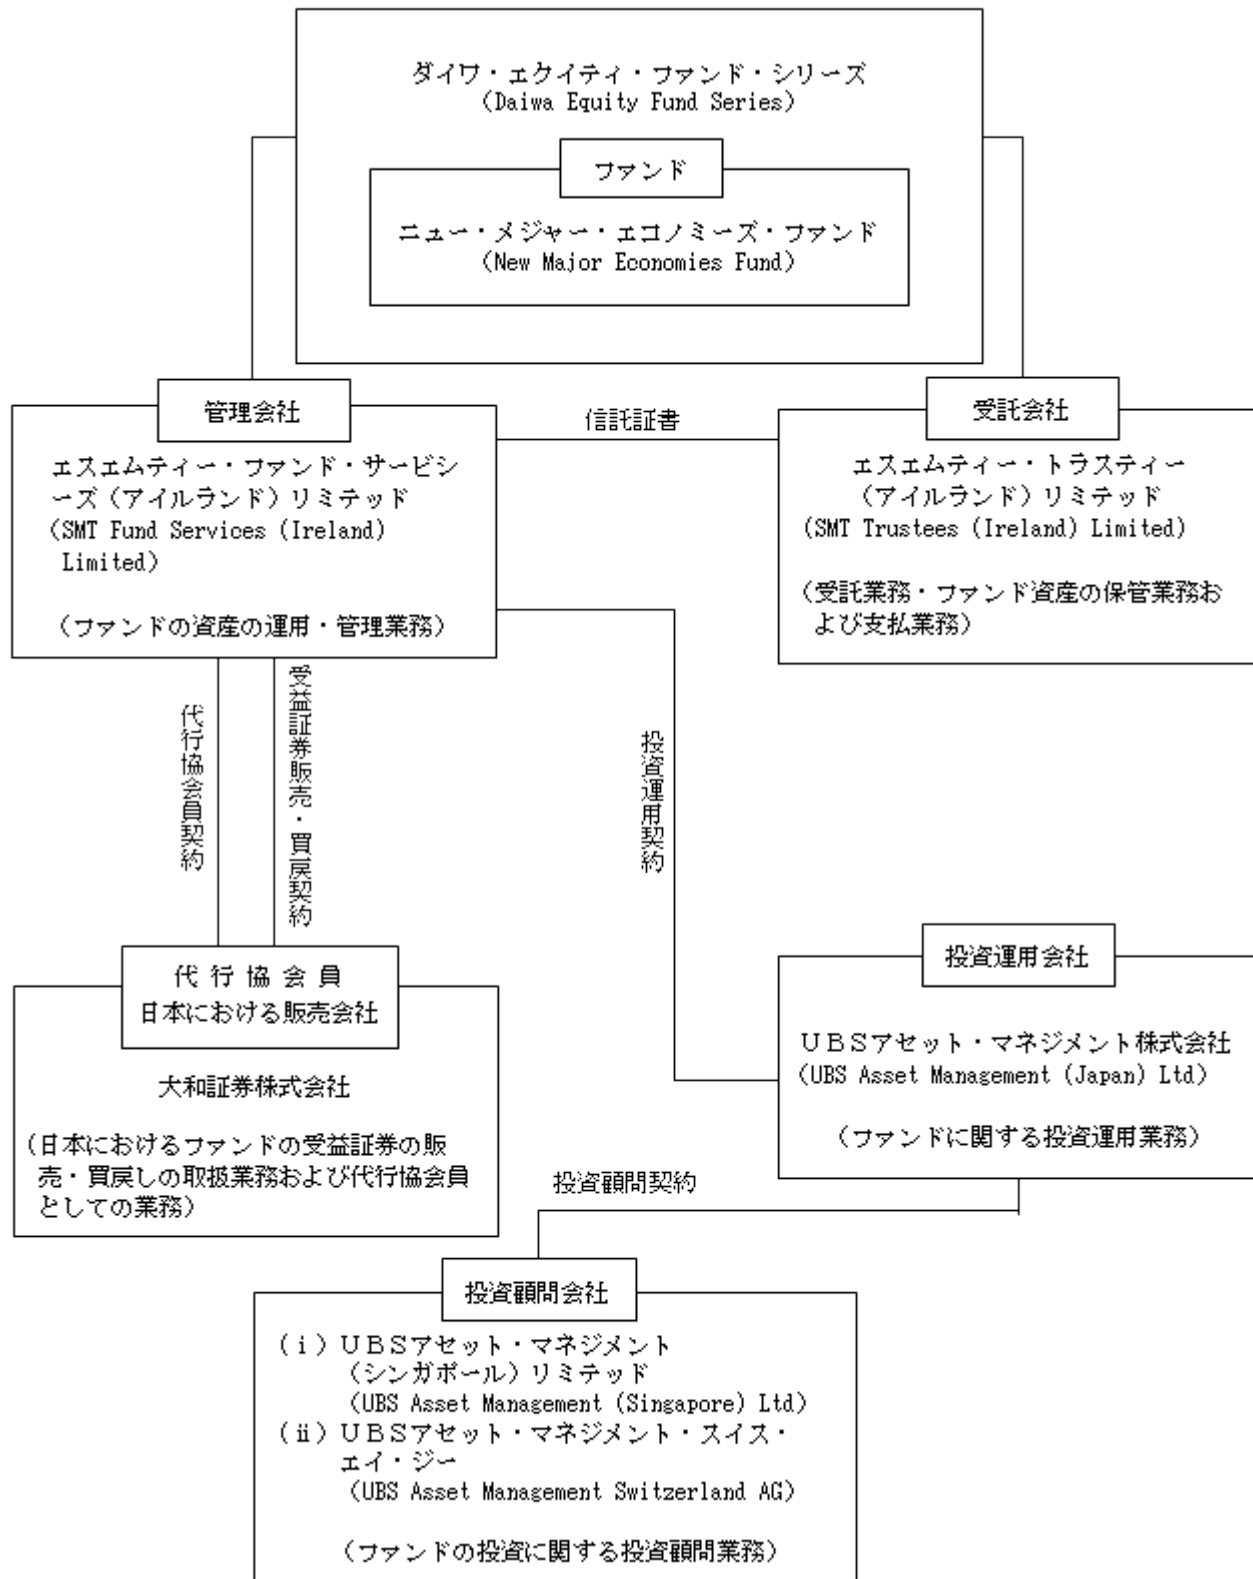 ダイワ・エクイティ・ファンド・シリーズ
(Daiwa Equity Fund Series)
ファンド
ニュー・メジャー・エコノミーズ・ファンド
(New Major Economies Fund)
管理会社
エスエムティー・ファンド・サービシ
ーズ(アイルランド)リミテッド
(SMT Fund Services (Ireland)
Limited)
(ファンドの資産の運用・管理業務)
信託証書
受託会社
エスエムティー・トラスティー
(アイルランド)リミテッド
(SMT Trustees (Ireland) Limited)
(受託業務・ファンド資産の保管業務お
よび支払業務)
代行協会員契約
受益証券販売・買戻契約
投資運用契約
代行協会員
日本における販売会社
大和証券株式会社
(日本におけるファンドの受益証券の販
売・買戻しの取扱業務および代行協会員
としての業務)
投資運用会社
UBSアセット・マネジメント株式会社
(UBS Asset Management (Japan) Ltd)
(ファンドに関する投資運用業務)
投資顧問契約
投資顧問会社
(ⅰ)UBSアセット・マネジメント
(シンガポール)リミテッド
(UBS Asset Management (Singapore) Ltd)
(ⅱ)UBSアセット・マネジメント・スイス・
エイ・ジー
(UBS Asset Management Switzerland AG)
(ファンドの投資に関する投資顧問業務)